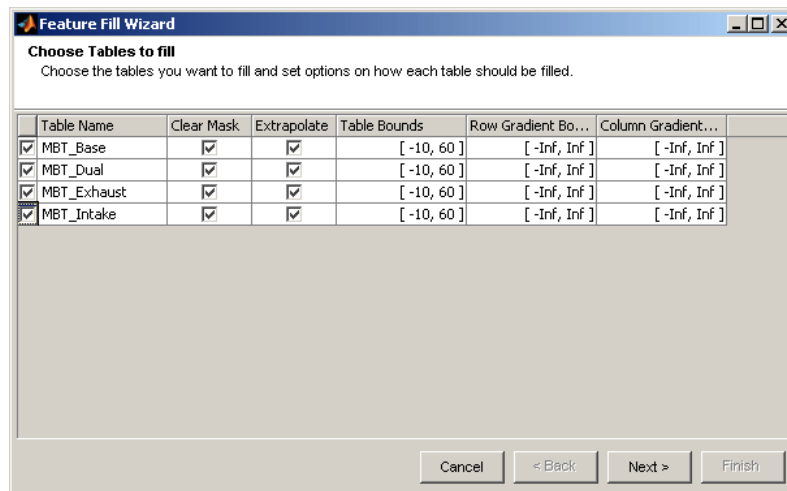 Feature Fill Wizard
Choose Tables to fill
Choose the tables you want to fill and set options on how each table should be filled.
Table Name Clear Mask Extrapolate Table Bounds Row Gradient Bo... Column Gradient...
MBT_Base [ -10, 60 ] [ -Inf, Inf ] [ -Inf, Inf ]
MBT_Dual [ -10, 60 ] [ -Inf, Inf ] [ -Inf, Inf ]
MBT_Exhaust [ -10, 60 ] [ -Inf, Inf ] [ -Inf, Inf ]
MBT_Intake [ -10, 60 ] [ -Inf, Inf ] [ -Inf, Inf ]
Cancel < Back Next > Finish